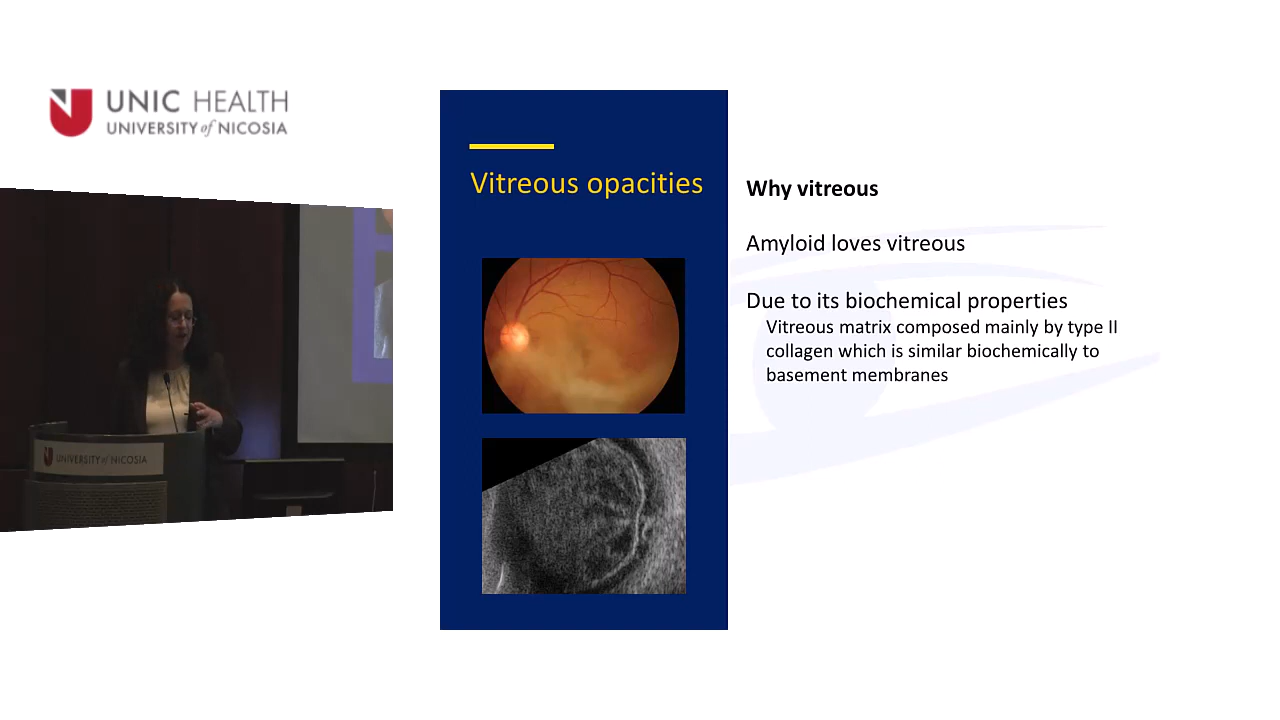 UNIC HEALTH
UNIVERSITY of NICOSIA
UNIVERSITY of NICOSIA
Vitreous opacities
Why vitreous
Amyloid loves vitreous
Due to its biochemical properties
Vitreous matrix composed mainly by type II
collagen which is similar biochemically to
basement membranes